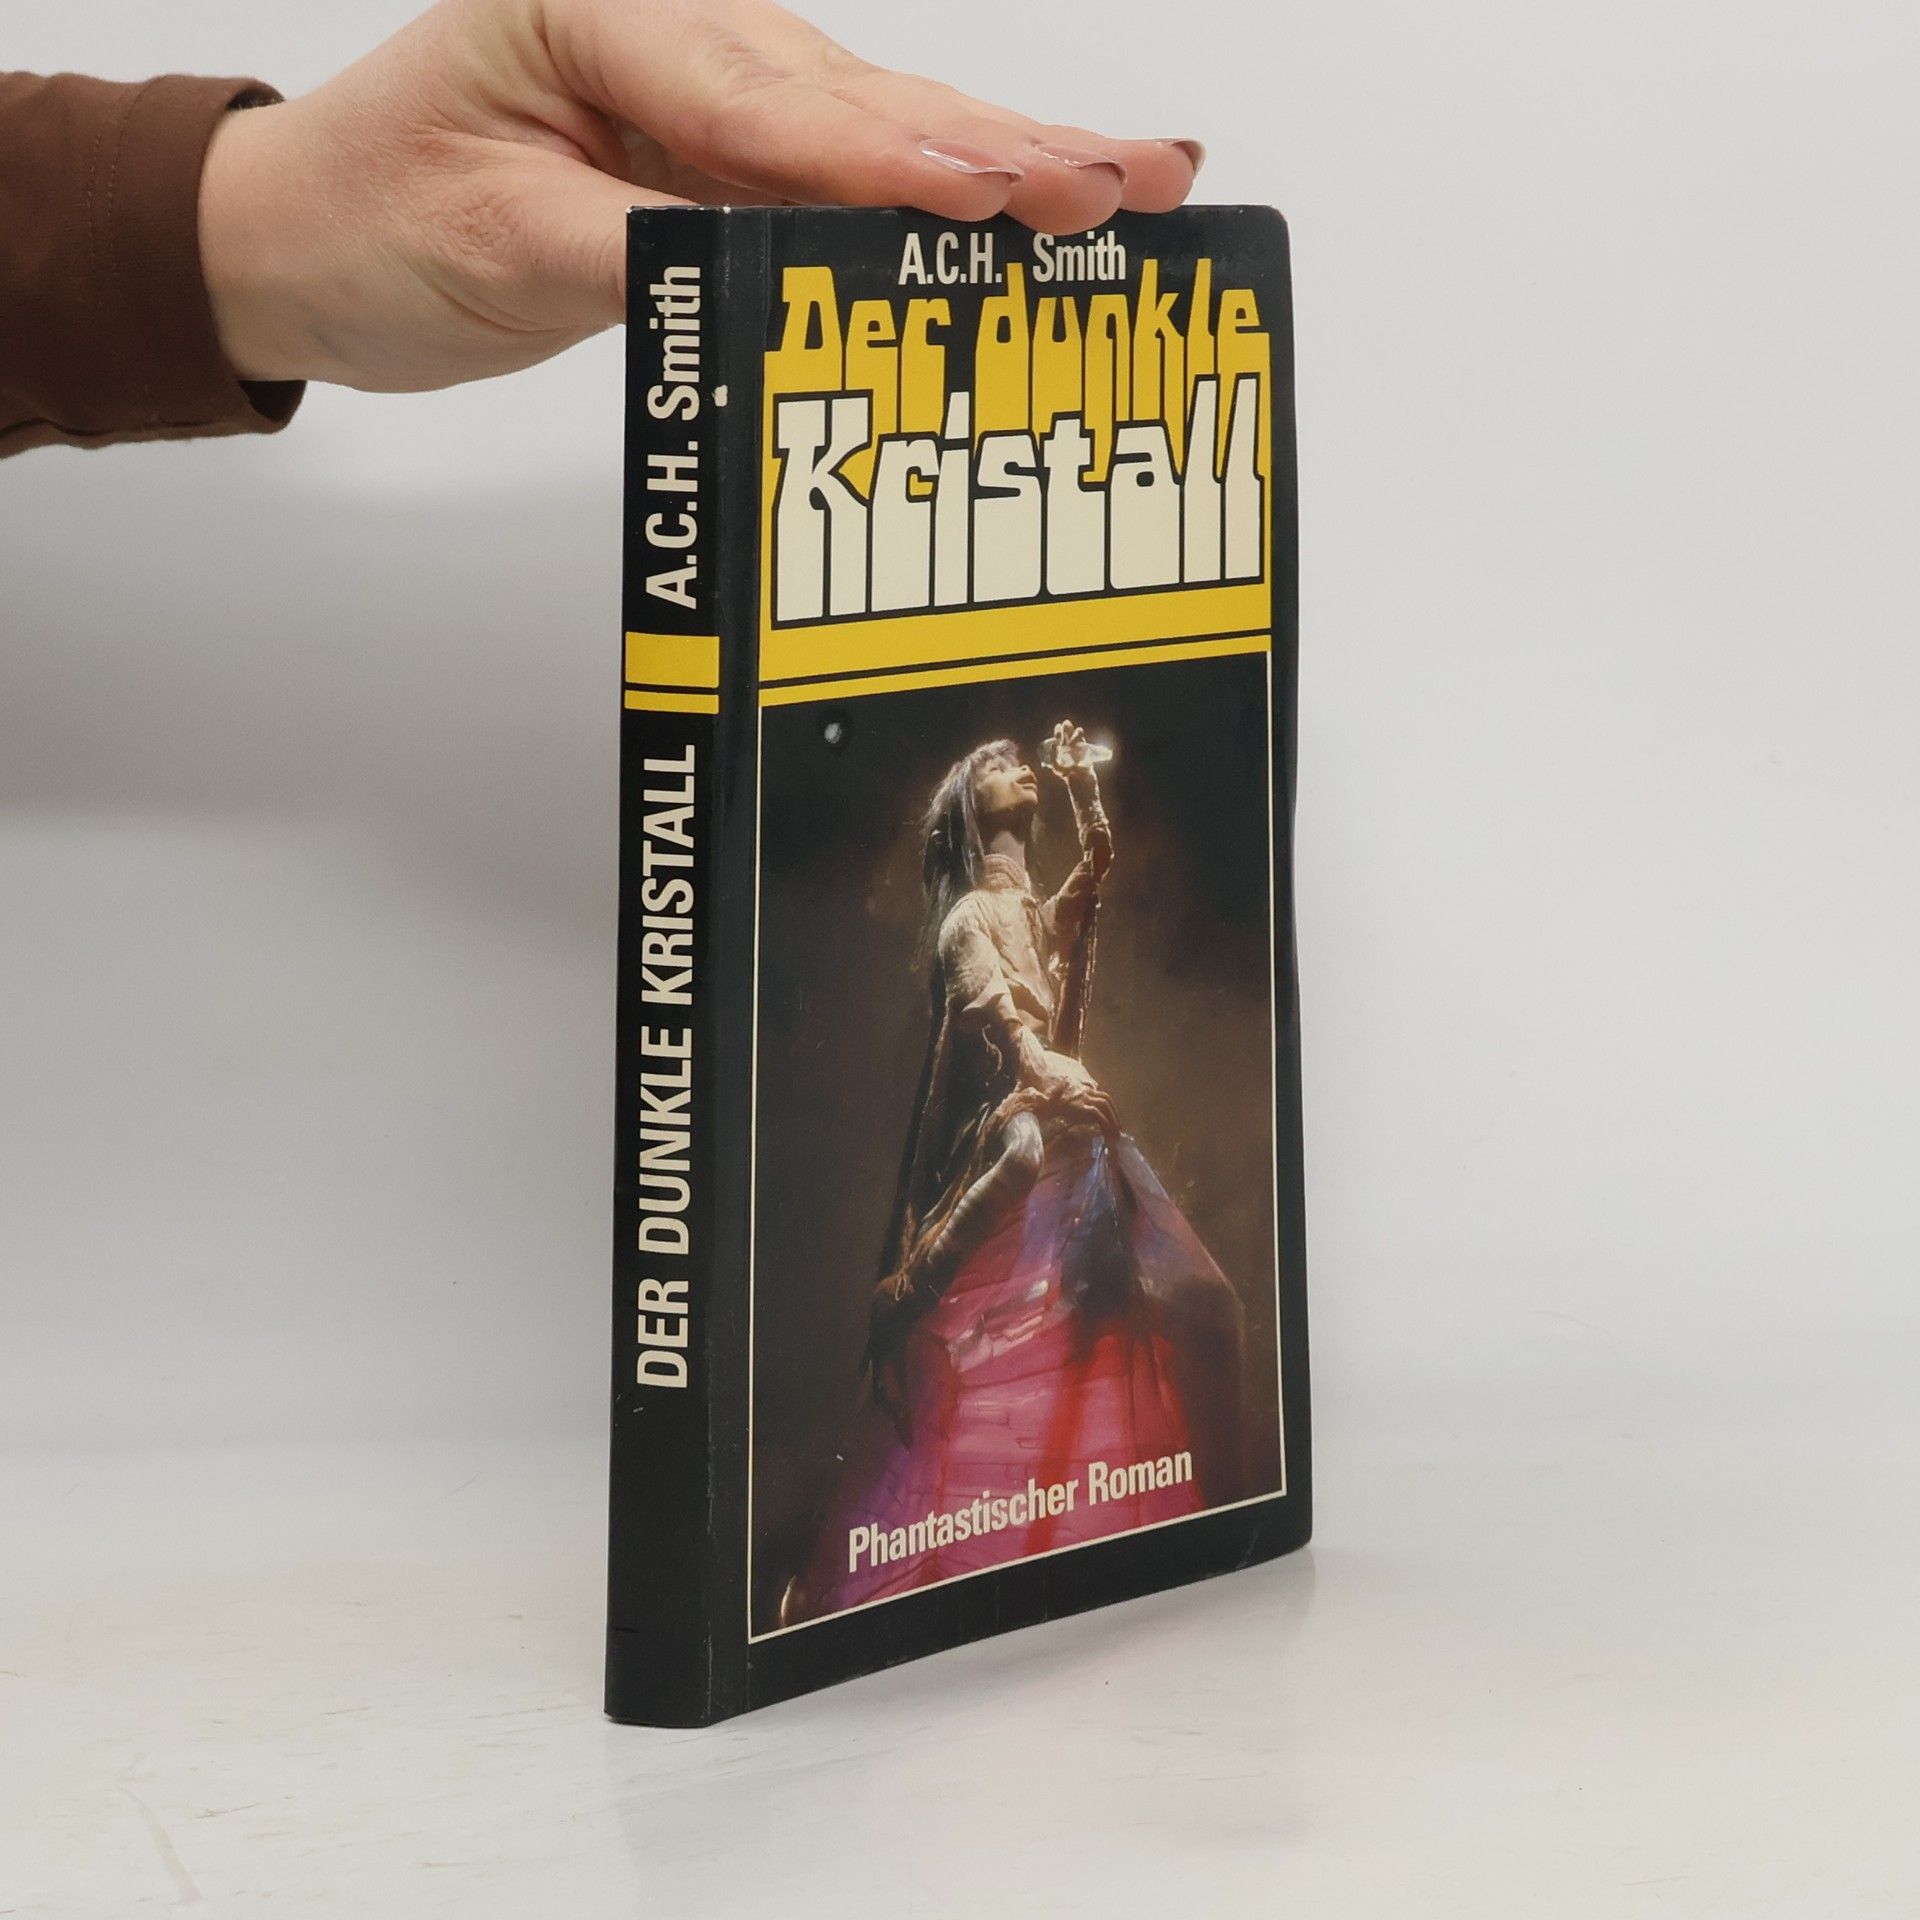 A.C.H. Smith
Der dunkle
Kristall
Phantastischer Roman
DER DUNKLE KRISTALL A.C.H. Smith